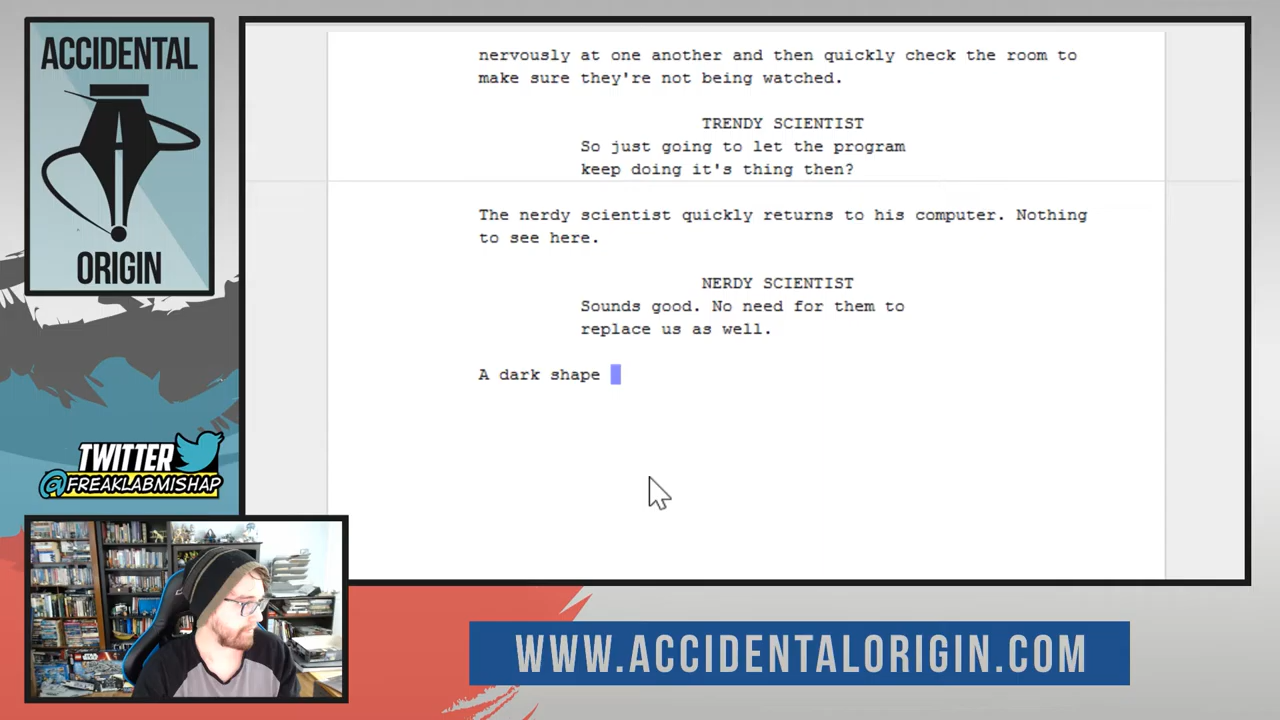 ACCIDENTAL
ORIGIN
nervously at one another and then quickly check the room to
make sure they're not being watched.
TRENDY SCIENTIST
So just going to let the program
keep doing it's thing then?
The nerdy scientist quickly returns to his computer. Nothing
to see here.
NERDY SCIENTIST
Sounds good. No need for them to
replace us as well.
A dark shape
TWITTER
@FREAKLABMISHAP
WWW.ACCIDENTALORIGIN.COM